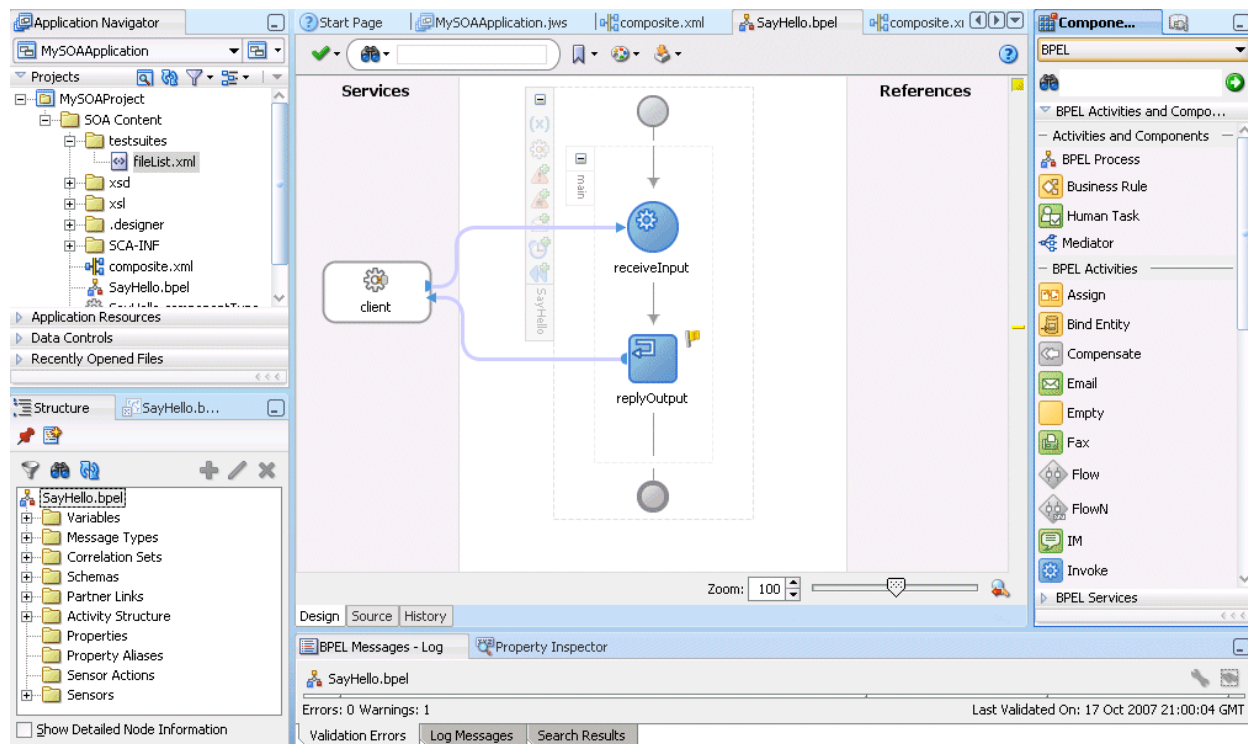 Application Navigator
MySOAApplication
Projects
MySOAProject
SOA Content
testsuites
fileList.xml
xsd
xsl
.designer
SCA-INF
composite.xml
SayHello.bpel
Application Resources
Data Controls
Recently Opened Files
Structure
SayHello.b...
SayHello.bpel
Variables
Message Types
Correlation Sets
Schemas
Partner Links
Activity Structure
Properties
Property Aliases
Sensor Actions
Sensors
Show Detailed Node Information
Start Page
MySOAApplication.jws
composite.xml
SayHello.bpel
Services
References
(x)
main
SayHello
receiveInput
client
replyOutput
Zoom: 100
Design Source History
BPEL Messages - Log
Property Inspector
SayHello.bpel
Errors: 0 Warnings: 1
Last Validated On: 17 Oct 2007 21:00:04 GMT
Validation Errors
Log Messages
Search Results
Compone...
BPEL
BPEL Activities and Compo...
Activities and Components
BPEL Process
Business Rule
Human Task
Mediator
BPEL Activities
Assign
Bind Entity
Compensate
Email
Empty
Fax
Flow
FlowN
IM
Invoke
BPEL Services